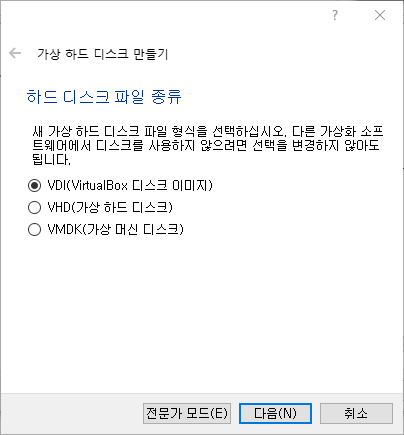 ?
가상 하드 디스크 만들기
하드 디스크 파일 종류
새 가상 하드 디스크 파일 형식을 선택하십시오. 다른 가상화 소프
트웨어에서 디스크를 사용하지 않으려면 선택을 변경하지 않아도
됩니다.
VDI(VirtualBox 디스크 이미지)
VHD(가상 하드 디스크)
VMDK(가상 머신 디스크)
전문가 모드(E) 다음(N) 취소